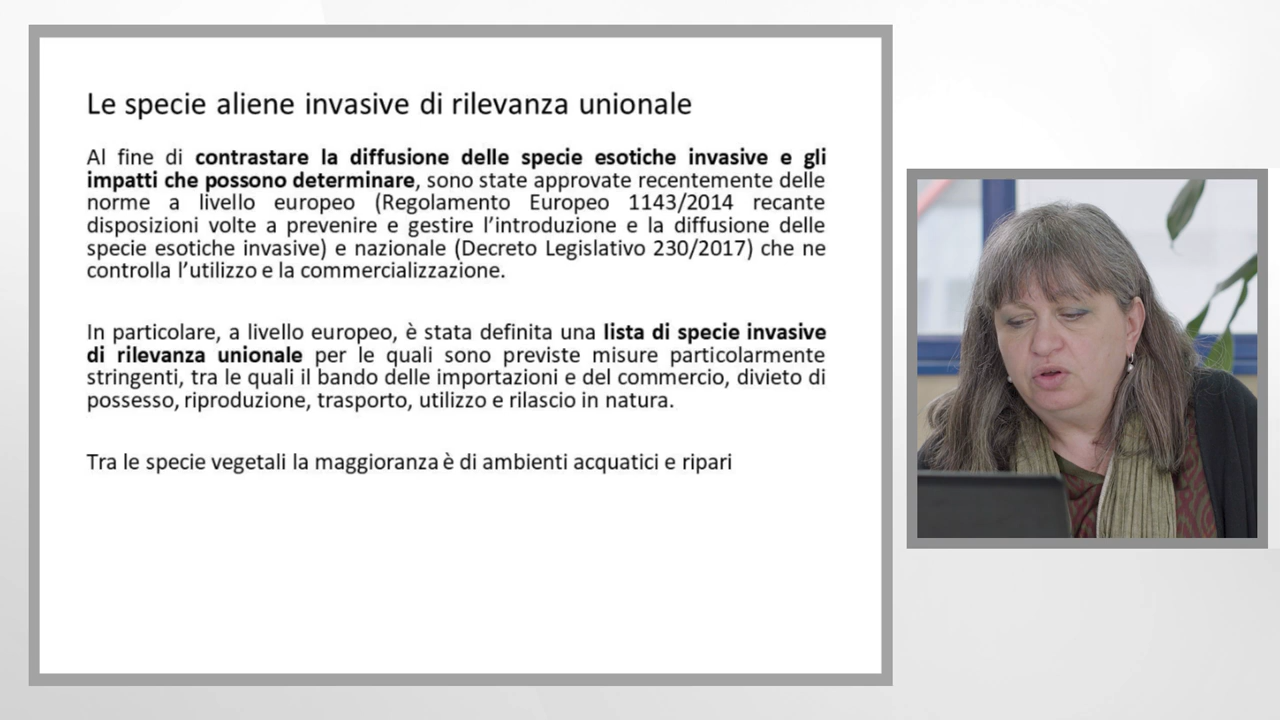 Le specie aliene invasive di rilevanza unionale
Al fine di contrastare la diffusione delle specie esotiche invasive e gli
impatti che possono determinare, sono state approvate recentemente delle
norme a livello europeo (Regolamento Europeo 1143/2014 recante
disposizioni volte a prevenire e gestire l’introduzione e la diffusione delle
specie esotiche invasive) e nazionale (Decreto Legislativo 230/2017) che ne
controlla l’utilizzo e la commercializzazione.
In particolare, a livello europeo, è stata definita una lista di specie invasive
di rilevanza unionale per le quali sono previste misure particolarmente
stringenti, tra le quali il bando delle importazioni e del commercio, divieto di
possesso, riproduzione, trasporto, utilizzo e rilascio in natura.
Tra le specie vegetali la maggioranza è di ambienti acquatici e ripari